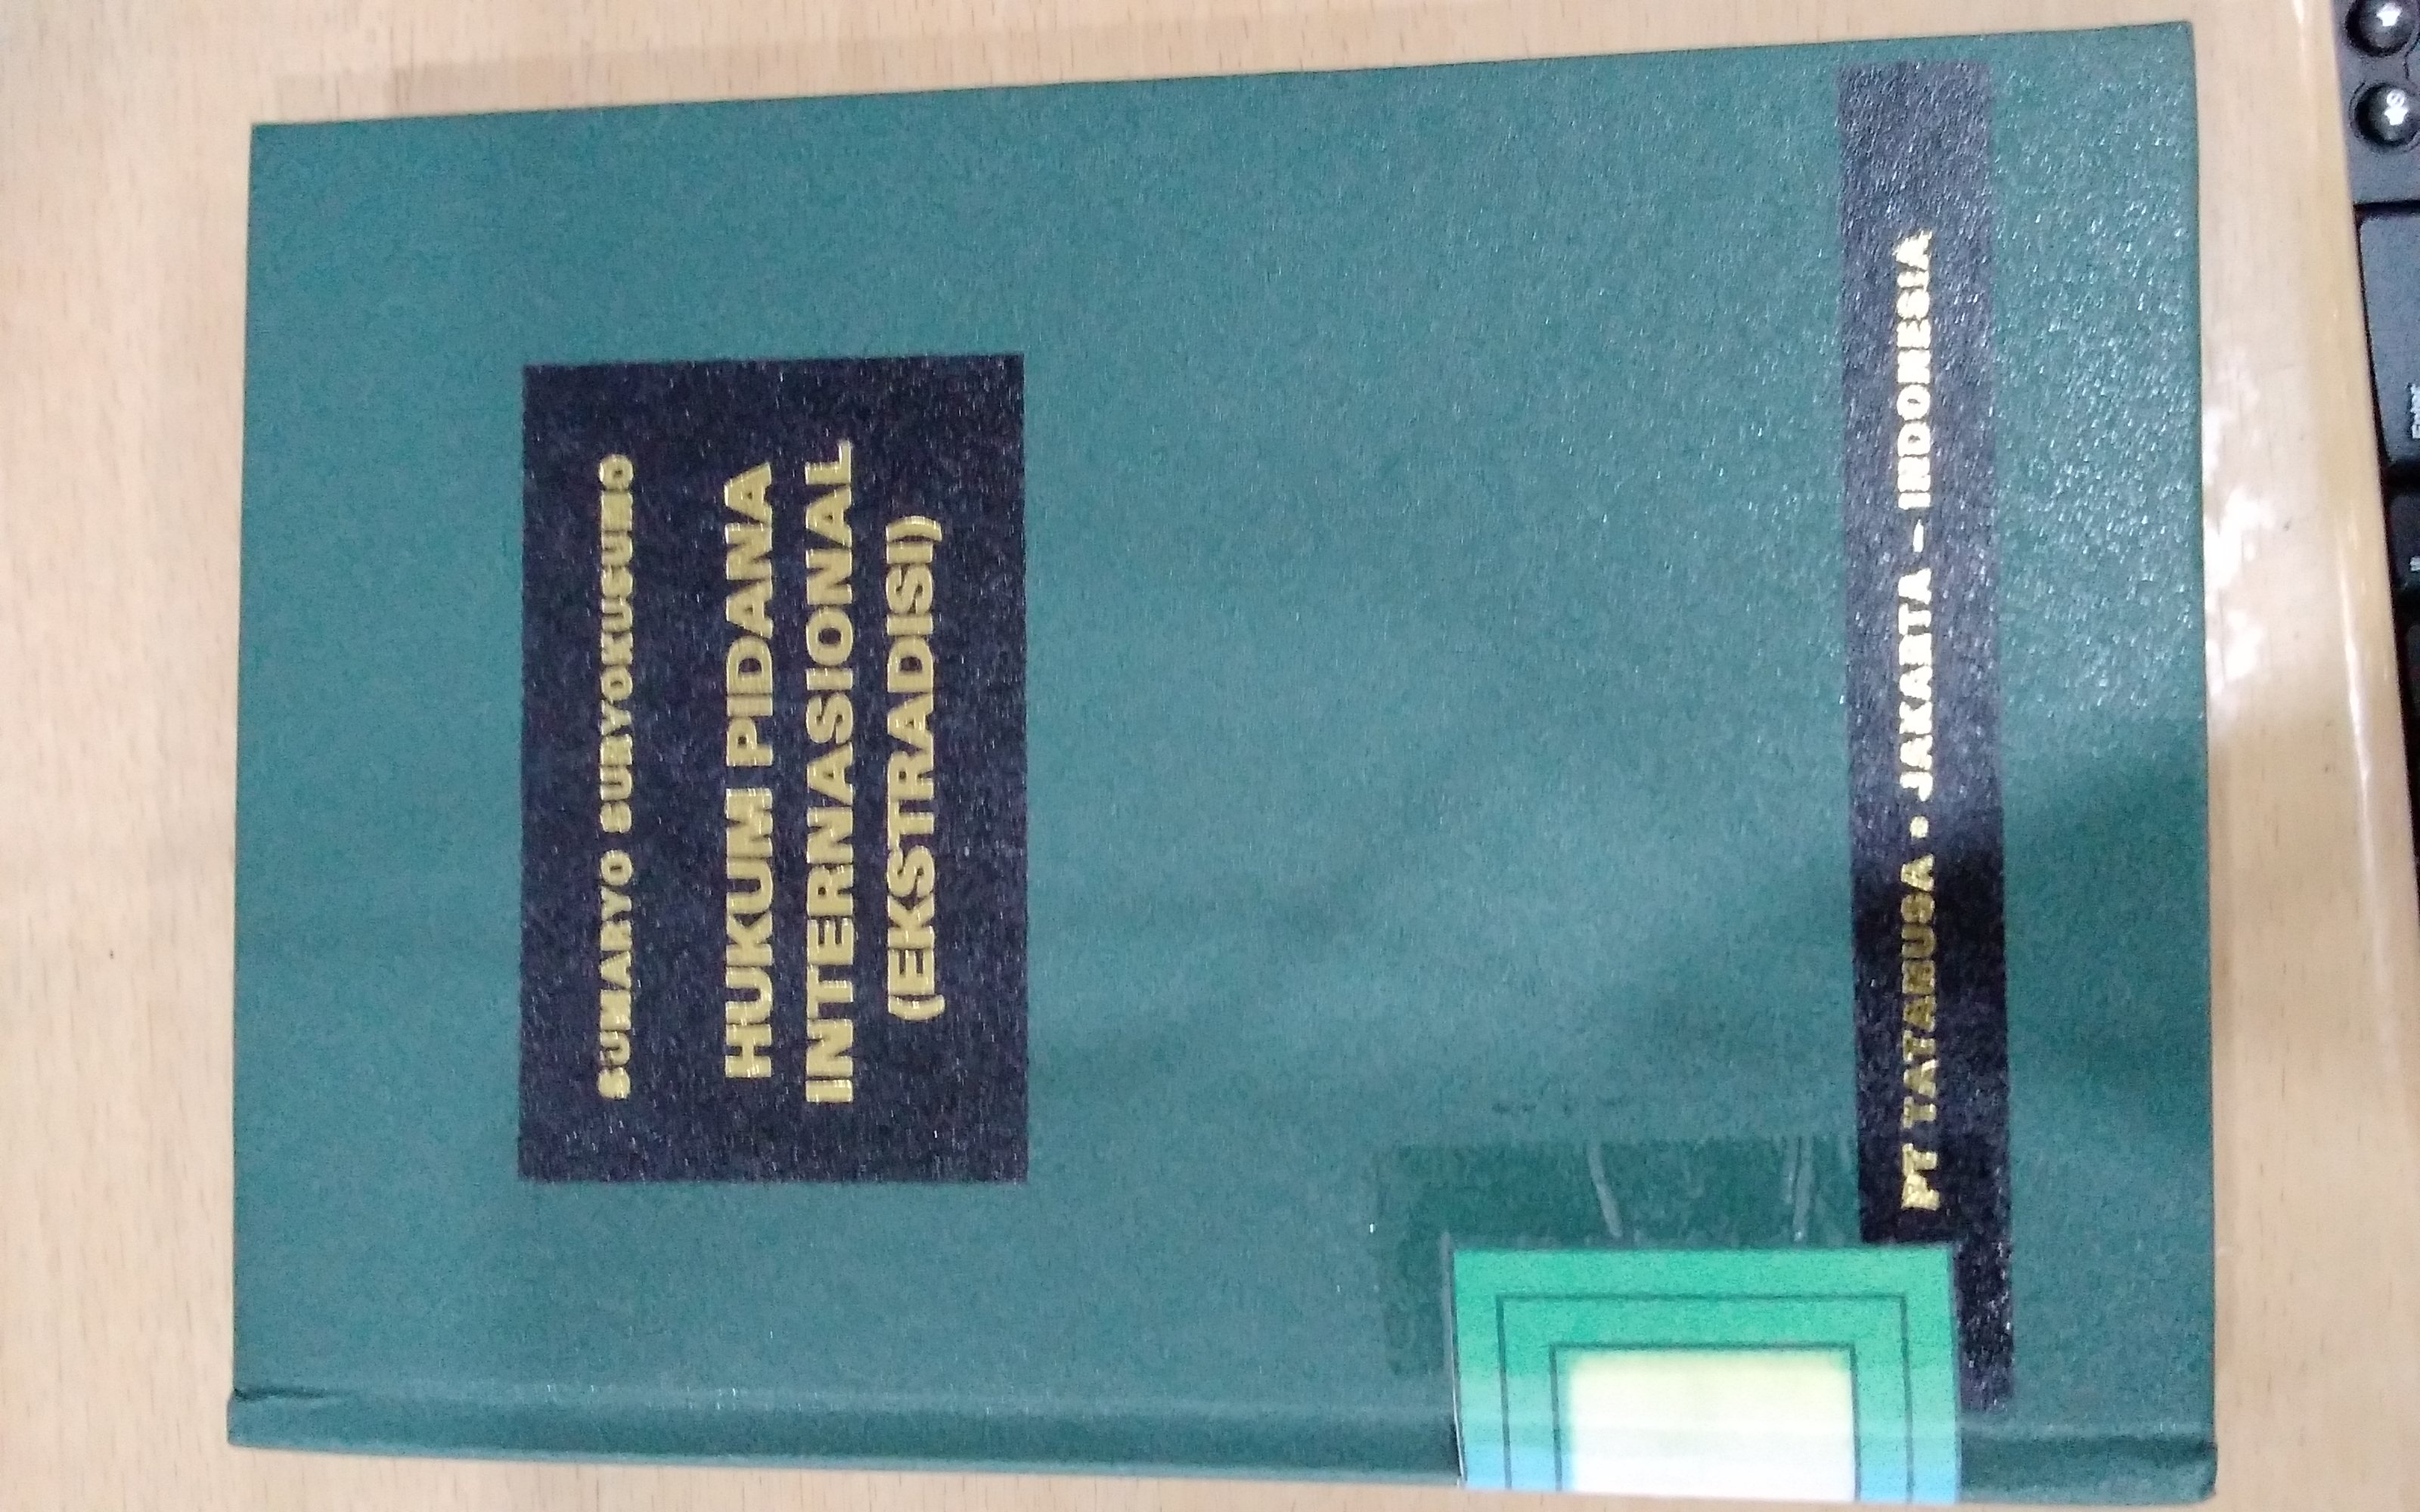 SUMARYO SURYOKUSUMO
HUKUM PIDANA
INTERNASIONAL
(EKSTRADISI)
PT TATANUSA • JAKARTA – INDONESIA